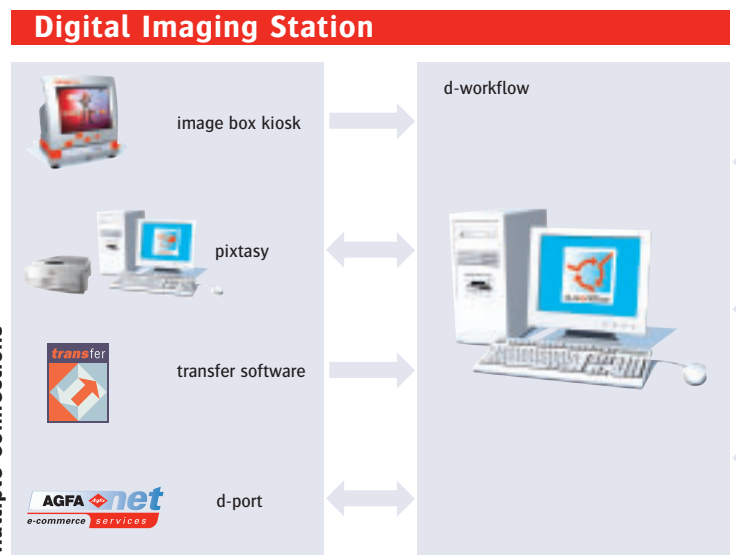 Digital Imaging Station
image box kiosk
d-workflow
pixtasy
transfer
transfer software
AGFA net
e-commerce services
d-port